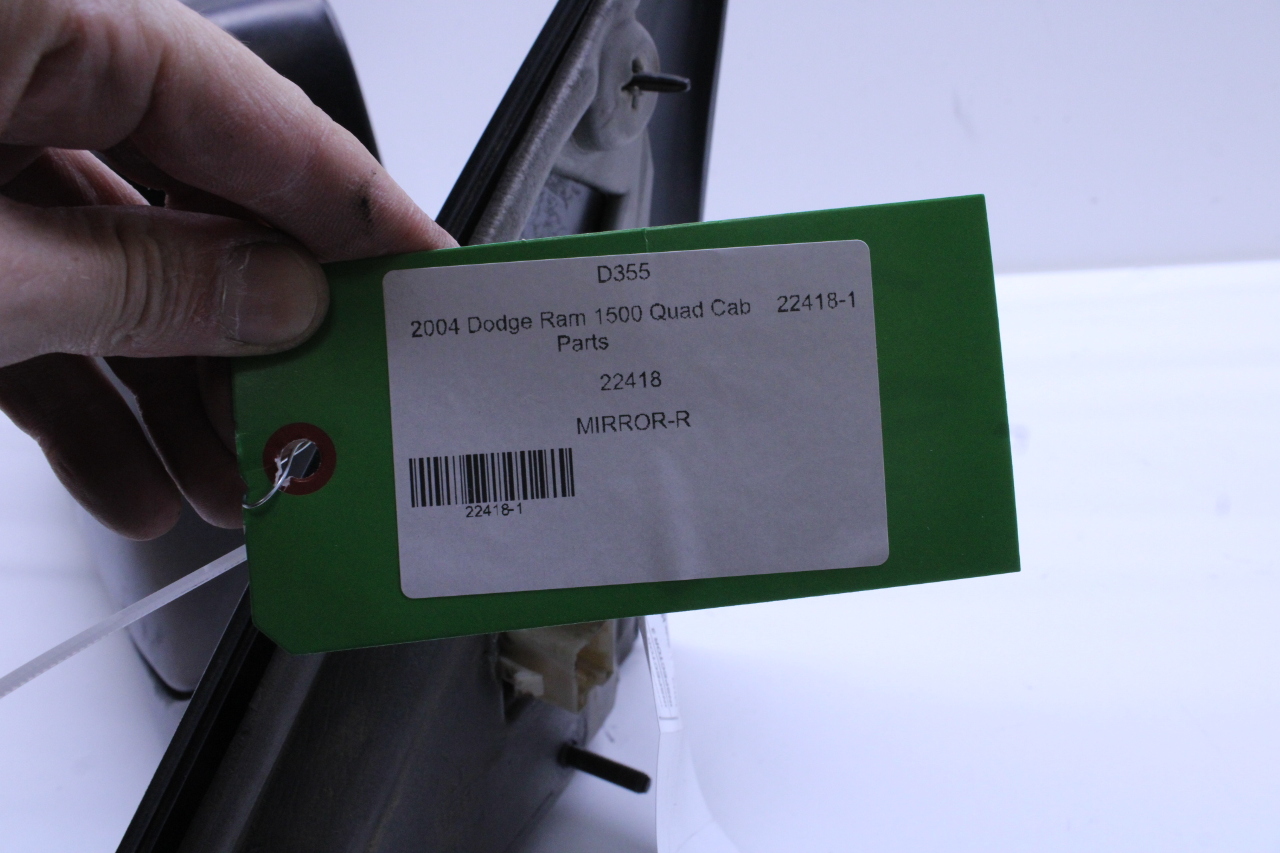 D355
2004 Dodge Ram 1500 Quad Cab 22418-1
Parts
22418
MIRROR-R
22418-1